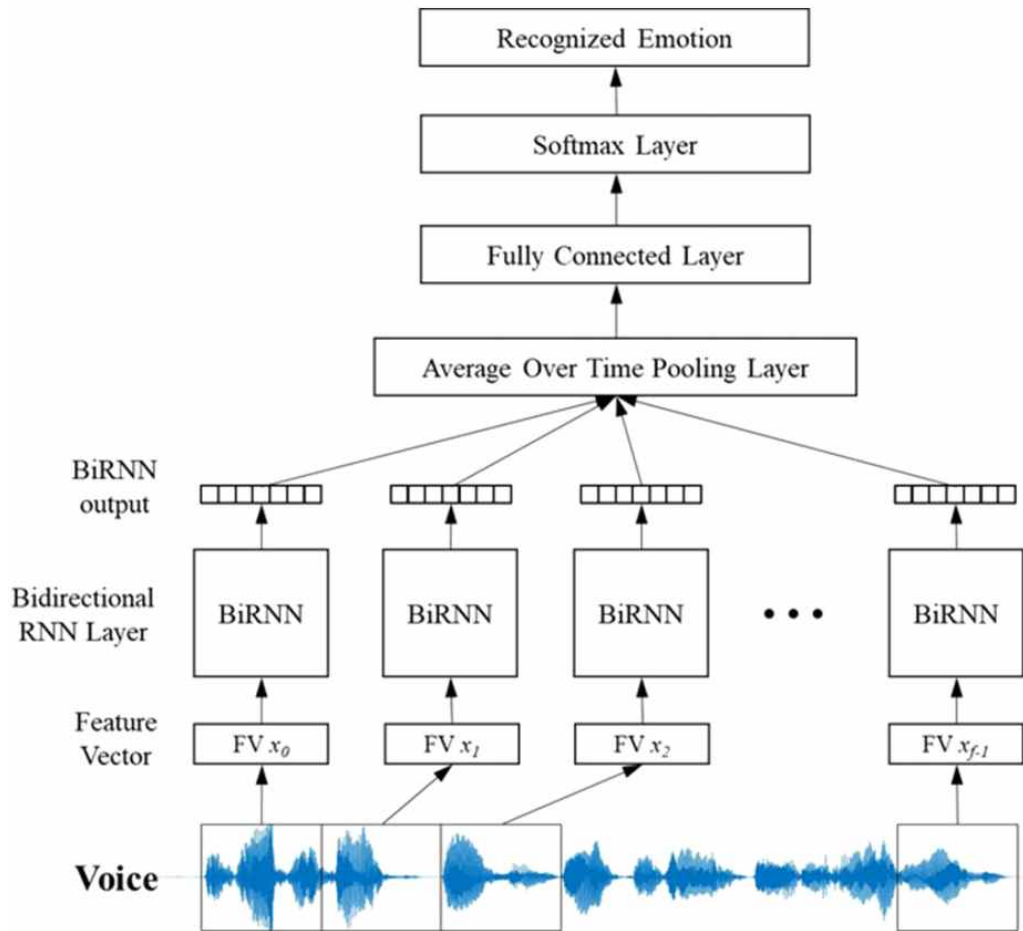 Recognized Emotion
Softmax Layer
Fully Connected Layer
Average Over Time Pooling Layer
BiRNN
output
Bidirectional
RNN Layer
BiRNN
BiRNN
BiRNN
• • •
BiRNN
Feature
Vector
FV x0
FV x1
FV x2
FV xf-1
Voice